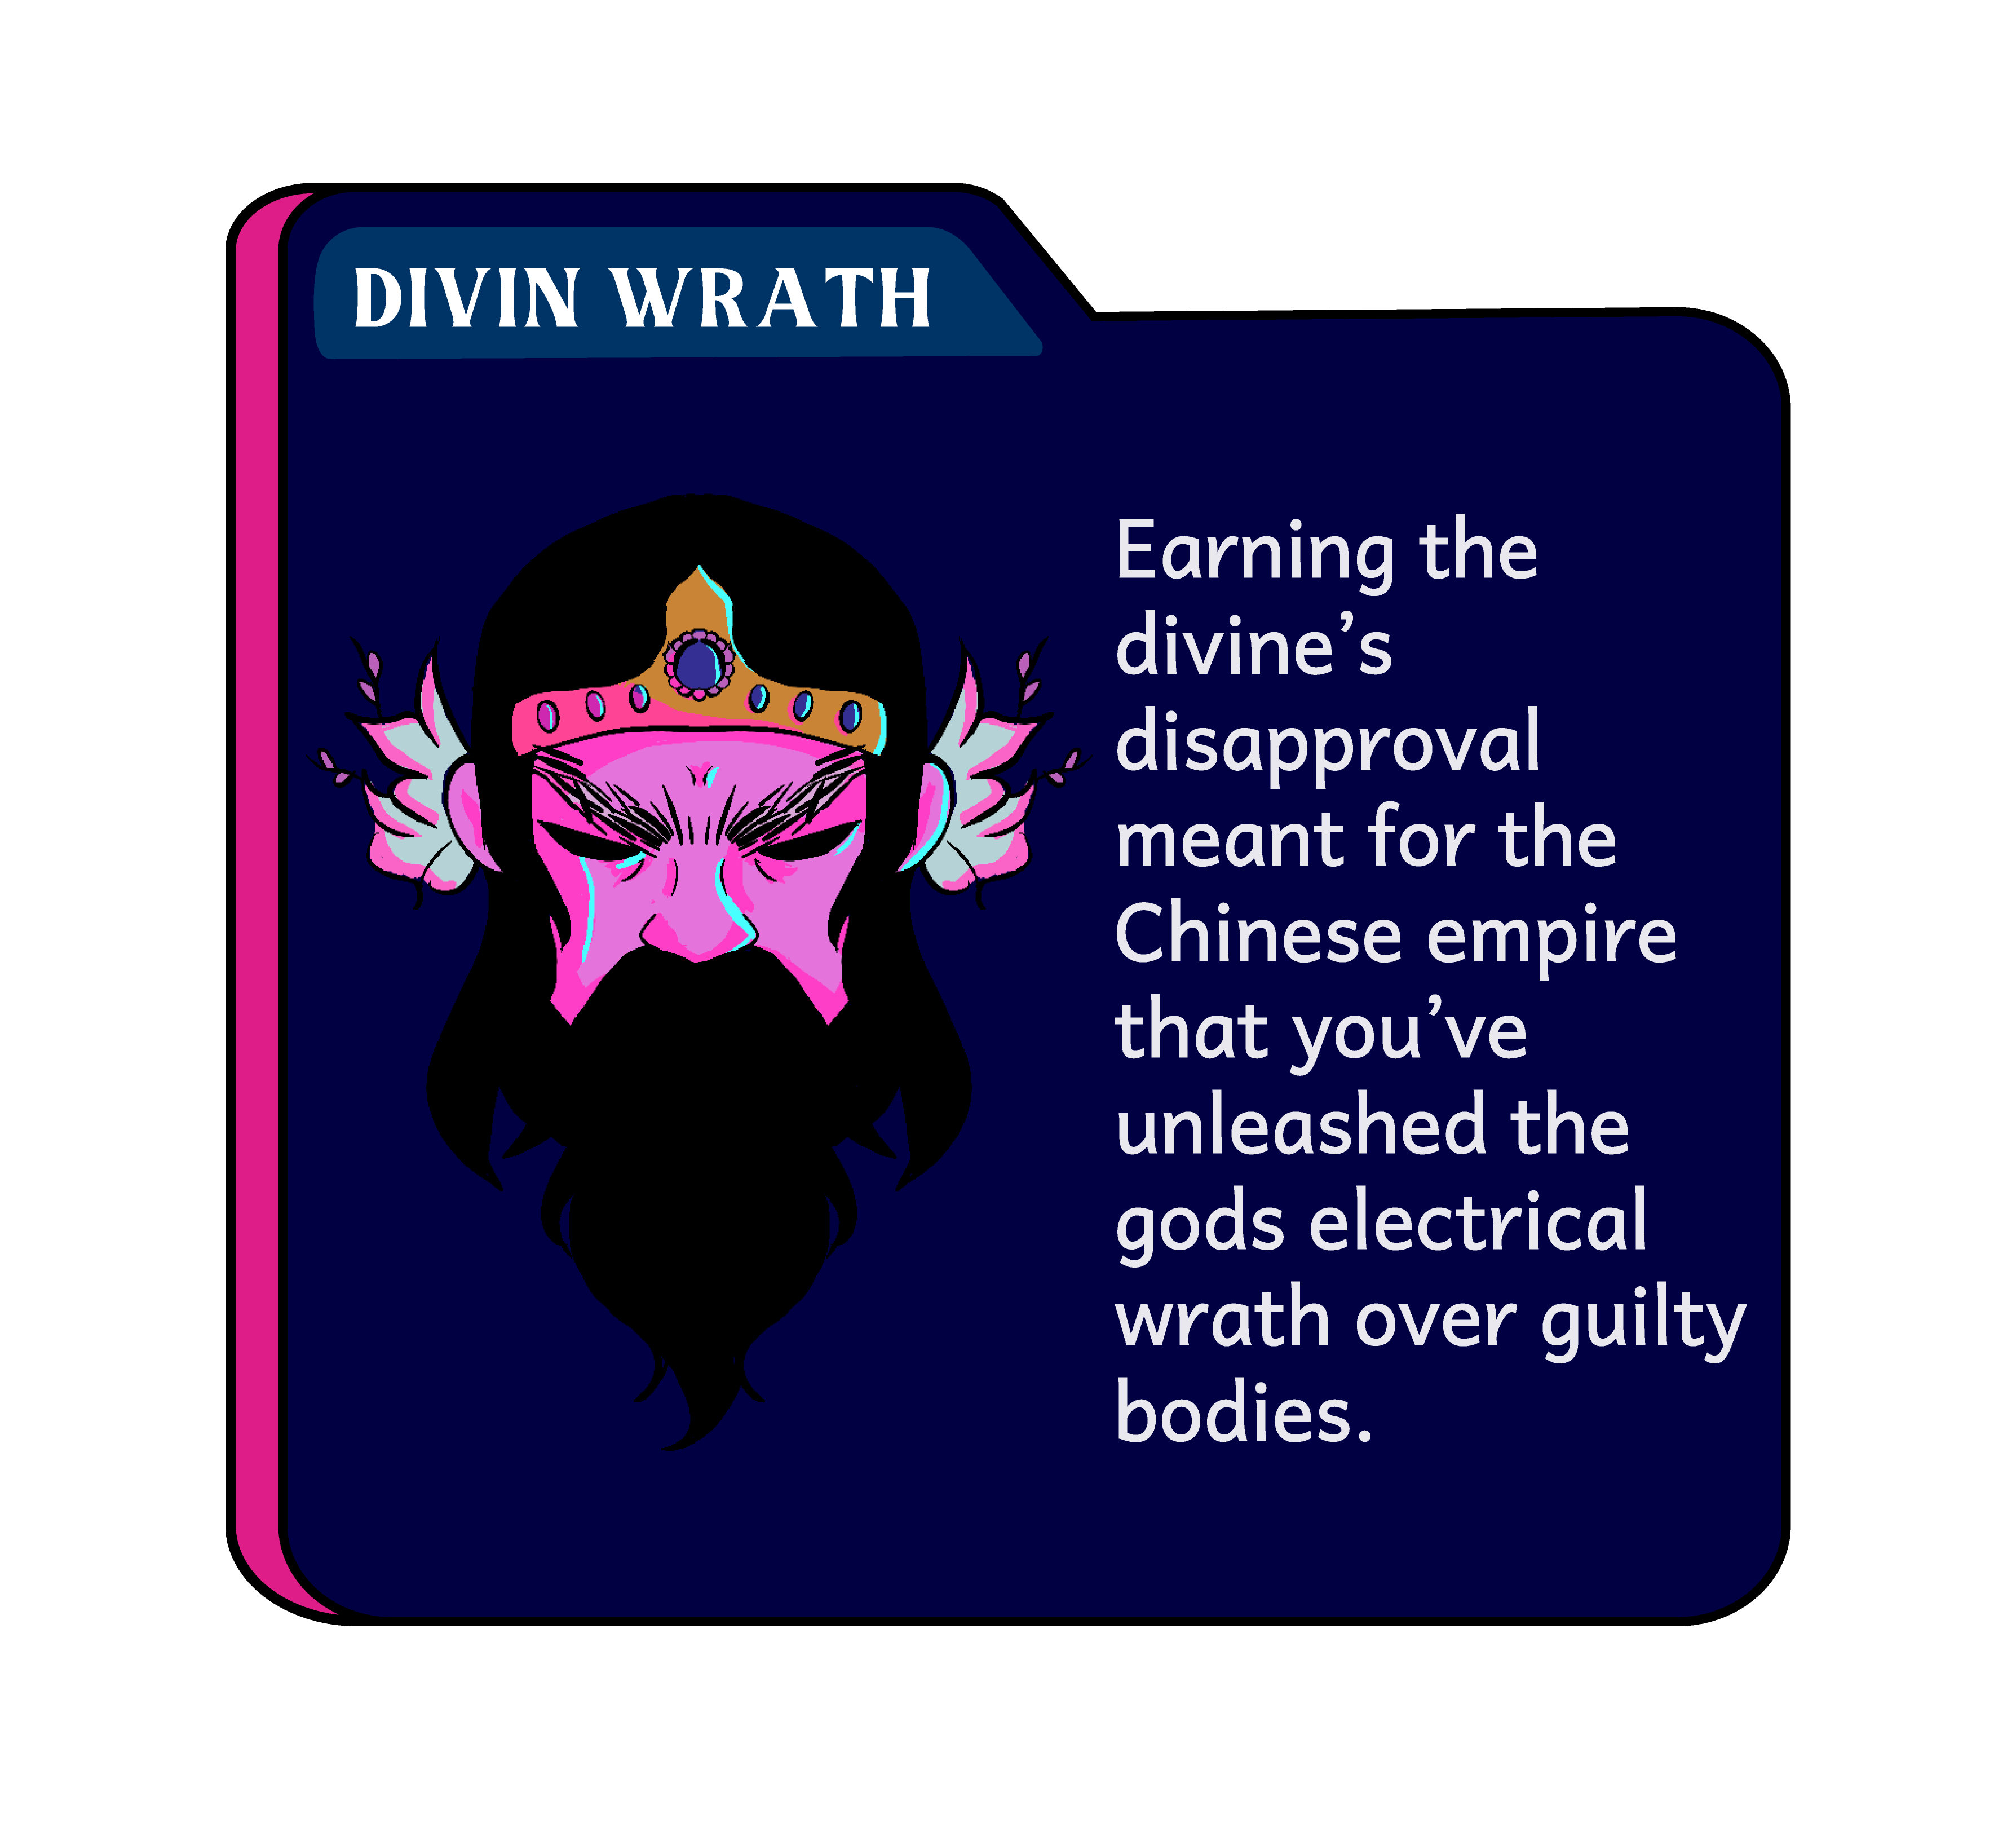 DIVIN WRATH
Earning the
divine’s
disapproval
meant for the
Chinese empire
that you’ve
unleashed the
gods electrical
wrath over guilty
bodies.